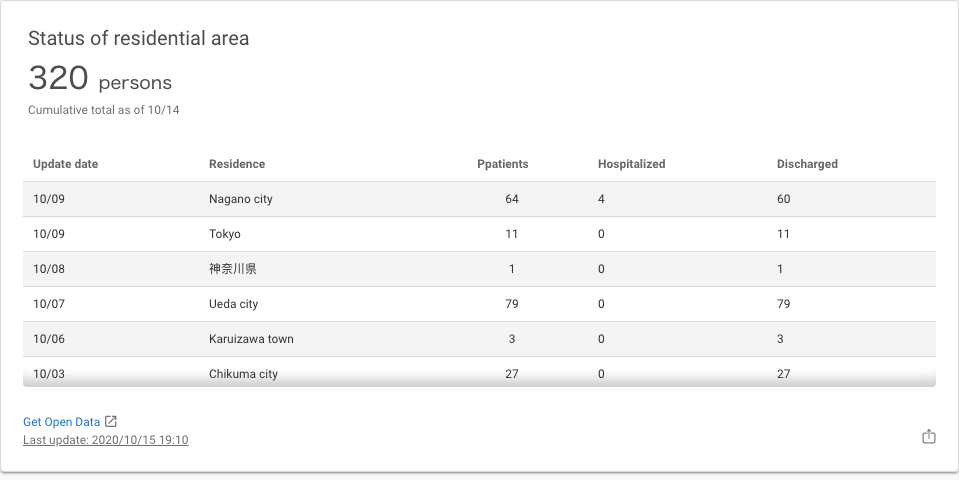 Status of residential area
320 persons
Cumulative total as of 10/14
Update date Residence Ppatients Hospitalized Discharged
10/09 Nagano city 64 4 60
10/09 Tokyo 11 0 11
10/08 神奈川県 1 0 1
10/07 Ueda city 79 0 79
10/06 Karuizawa town 3 0 3
10/03 Chikuma city 27 0 27
Get Open Data
Last update: 2020/10/15 19:10